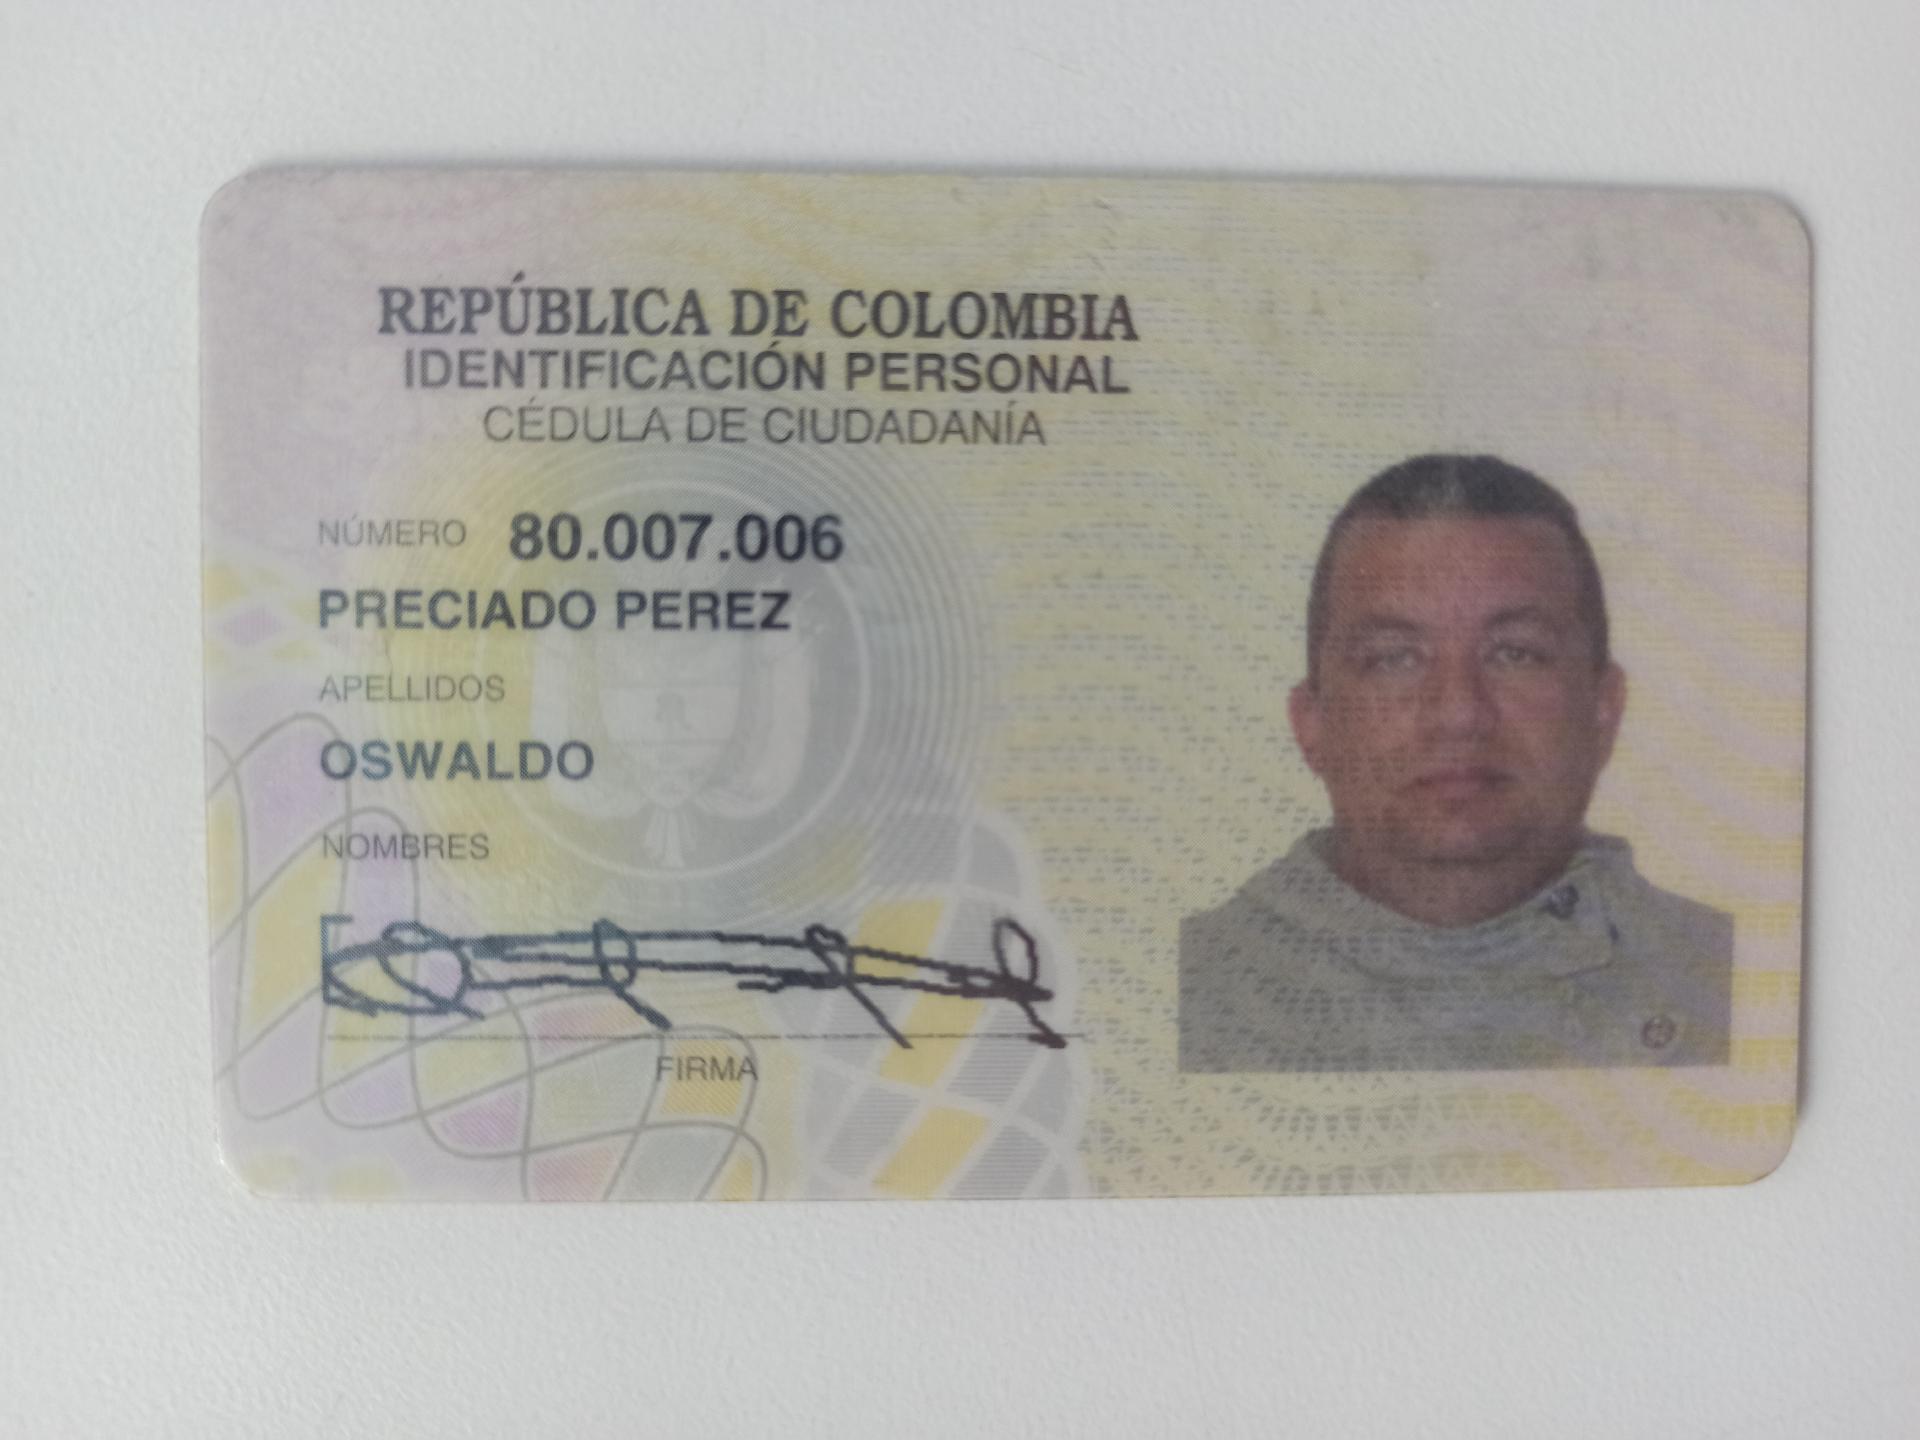 REPÚBLICA DE COLOMBIA
IDENTIFICACIÓN PERSONAL
CÉDULA DE CIUDADANÍA
NÚMERO 80.007.006
PRECIADO PEREZ
APELLIDOS
OSWALDO
NOMBRES
FIRMA